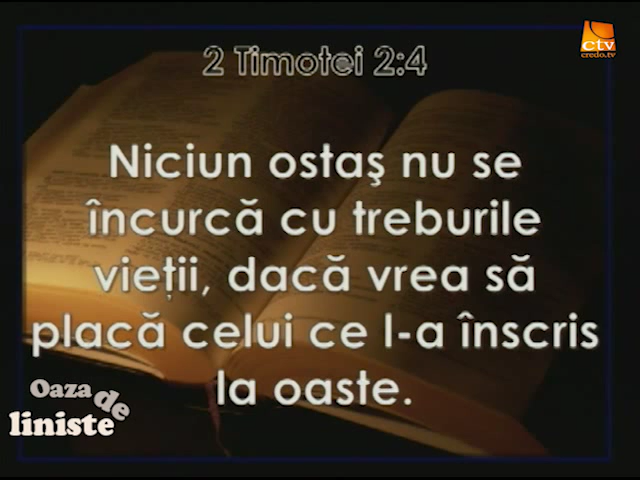 2 Timotei 2:4
ctv
credo.tv
Niciun ostaş nu se
încurcă cu treburile
vieţii, dacă vrea să
placă celui ce l-a înscris
la oaste.
Oaza
de
liniste